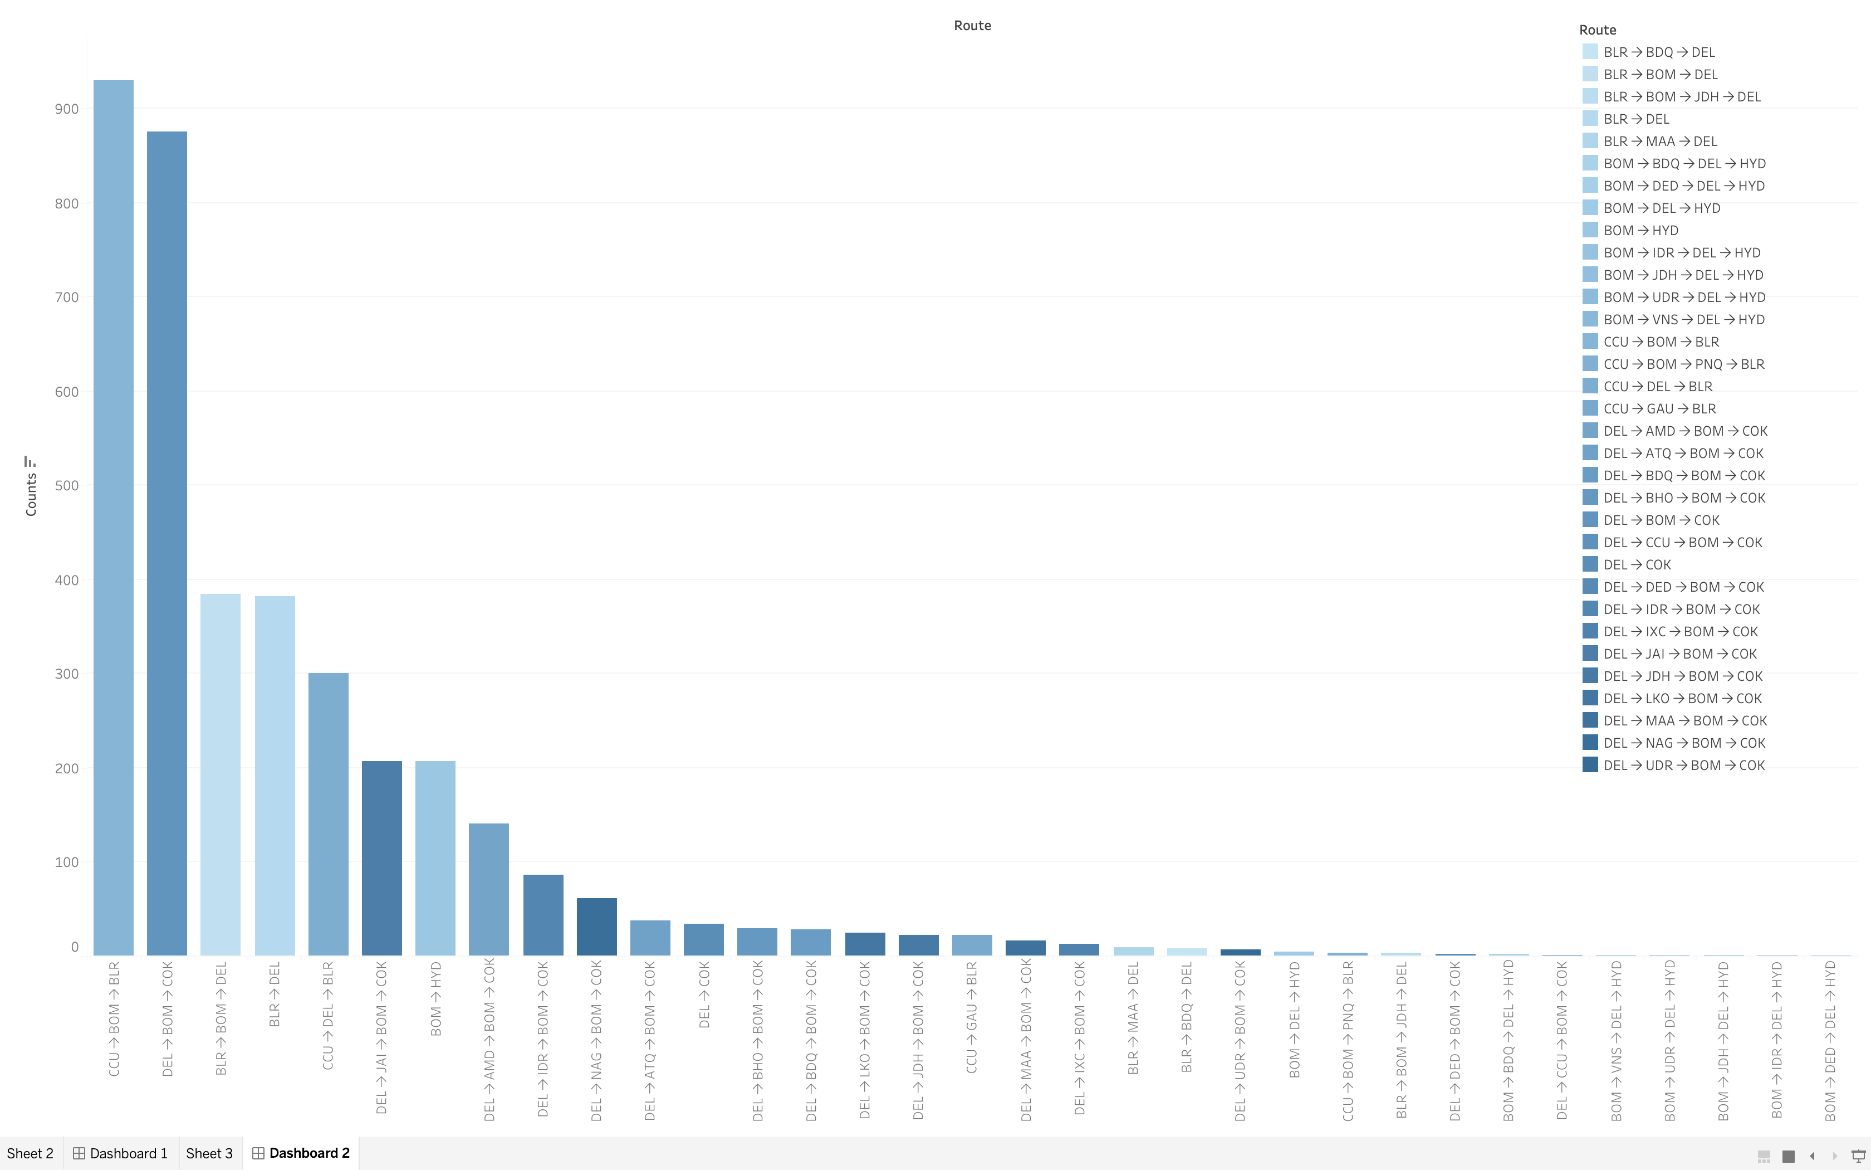 Route
Counts
900
800
700
600
500
400
300
200
100
0
CCU → BOM → BLR
DEL → BOM → COK
BLR → BOM → DEL
BLR → DEL
CCU → DEL → BLR
DEL → JAI → BOM → COK
BOM → HYD
DEL → AMD → BOM → COK
DEL → IDR → BOM → COK
DEL → NAG → BOM → COK
DEL → ATQ → BOM → COK
DEL → COK
DEL → BHO → BOM → COK
DEL → BDQ → BOM → COK
DEL → LKO → BOM → COK
DEL → JDH → BOM → COK
CCU → GAU → BLR
DEL → MAA → BOM → COK
DEL → IXC → BOM → COK
BLR → MAA → DEL
BLR → BDQ → DEL
DEL → UDR → BOM → COK
BOM → DEL → HYD
CCU → BOM → PNQ → BLR
BLR → BOM → JDH → DEL
DEL → DED → BOM → COK
BOM → BDQ → DEL → HYD
DEL → CCU → BOM → COK
BOM → VNS → DEL → HYD
BOM → UDR → DEL → HYD
BOM → JDH → DEL → HYD
BOM → IDR → DEL → HYD
BOM → DED → DEL → HYD
Route
BLR → BDQ → DEL
BLR → BOM → DEL
BLR → BOM → JDH → DEL
BLR → DEL
BLR → MAA → DEL
BOM → BDQ → DEL → HYD
BOM → DED → DEL → HYD
BOM → DEL → HYD
BOM → HYD
BOM → IDR → DEL → HYD
BOM → JDH → DEL → HYD
BOM → UDR → DEL → HYD
BOM → VNS → DEL → HYD
CCU → BOM → BLR
CCU → BOM → PNQ → BLR
CCU → DEL → BLR
CCU → GAU → BLR
DEL → AMD → BOM → COK
DEL → ATQ → BOM → COK
DEL → BDQ → BOM → COK
DEL → BHO → BOM → COK
DEL → BOM → COK
DEL → CCU → BOM → COK
DEL → COK
DEL → DED → BOM → COK
DEL → IDR → BOM → COK
DEL → IXC → BOM → COK
DEL → JAI → BOM → COK
DEL → JDH → BOM → COK
DEL → LKO → BOM → COK
DEL → MAA → BOM → COK
DEL → NAG → BOM → COK
DEL → UDR → BOM → COK
Sheet 2 Dashboard 1 Sheet 3 Dashboard 2